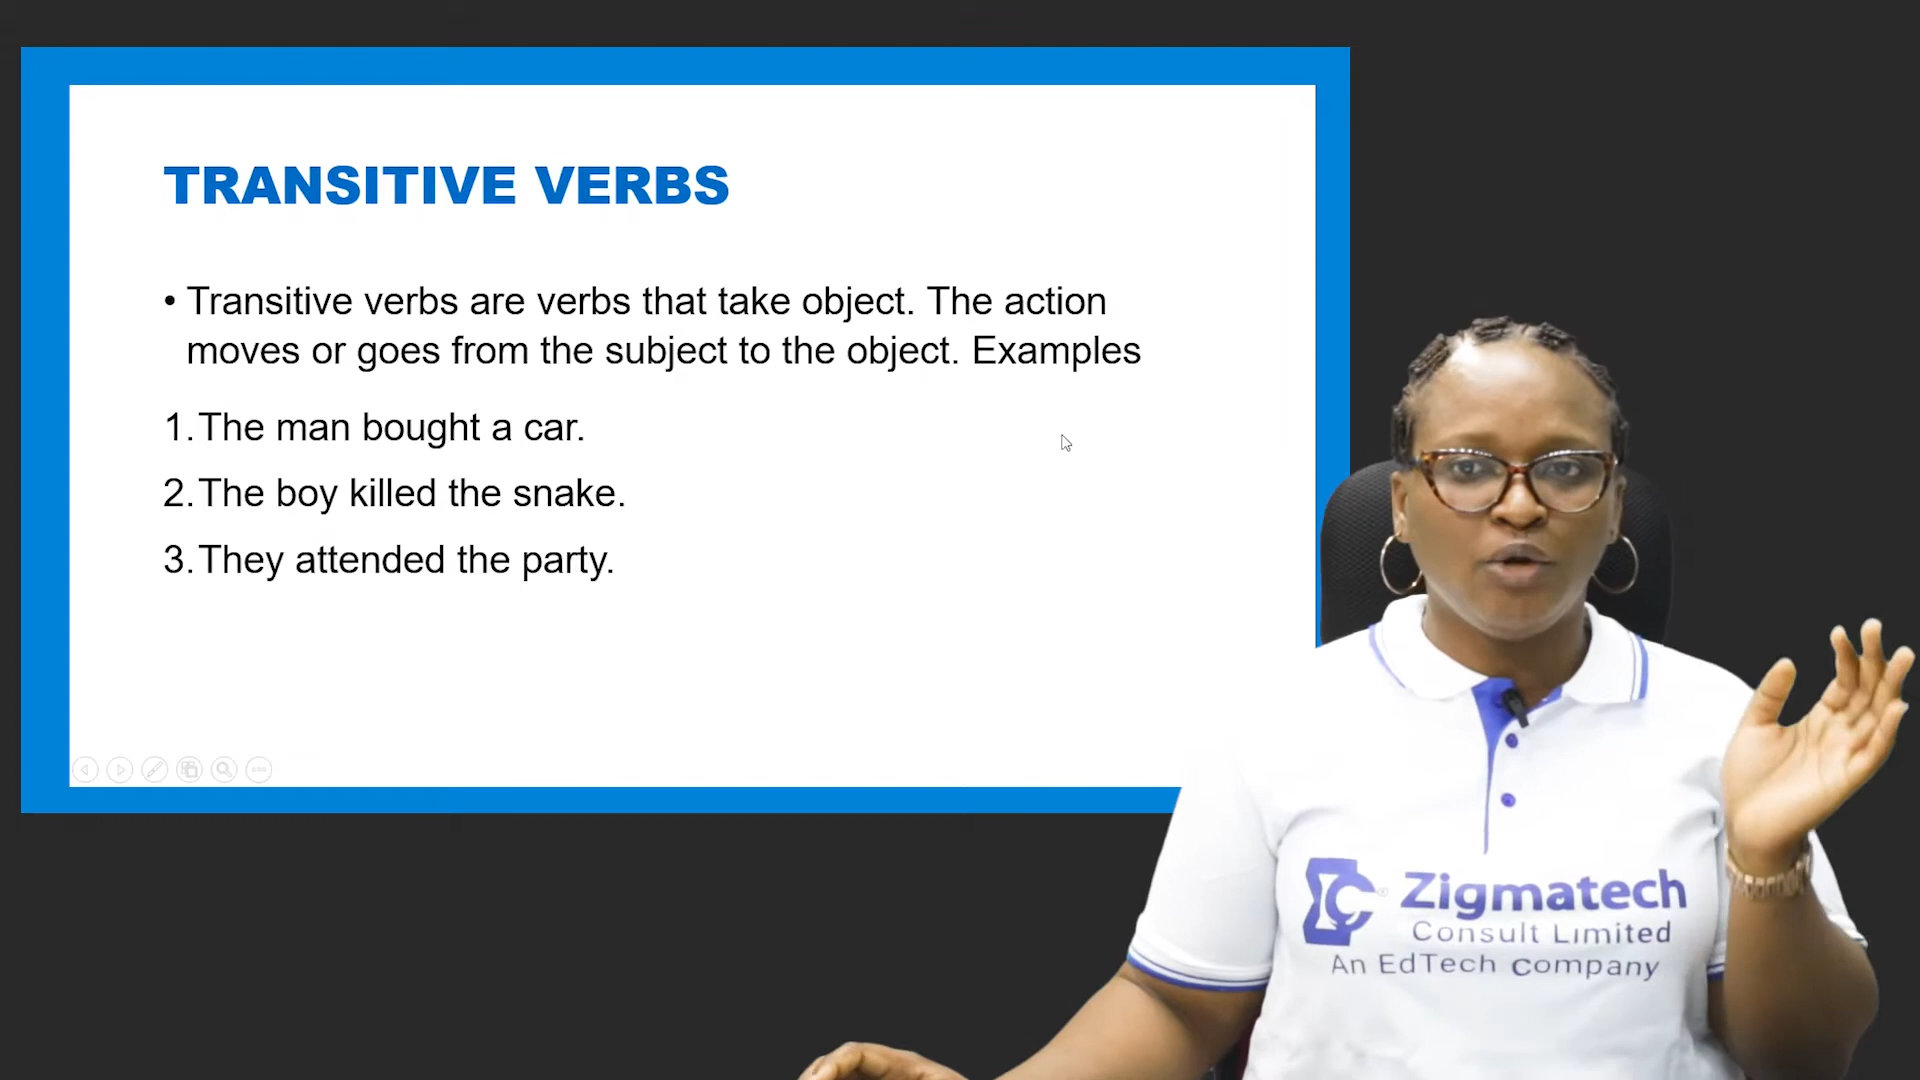 TRANSITIVE VERBS
• Transitive verbs are verbs that take object. The action
moves or goes from the subject to the object. Examples
1. The man bought a car.
2. The boy killed the snake.
3. They attended the party.
Zigmatech
Consult Limited
An EdTech Company